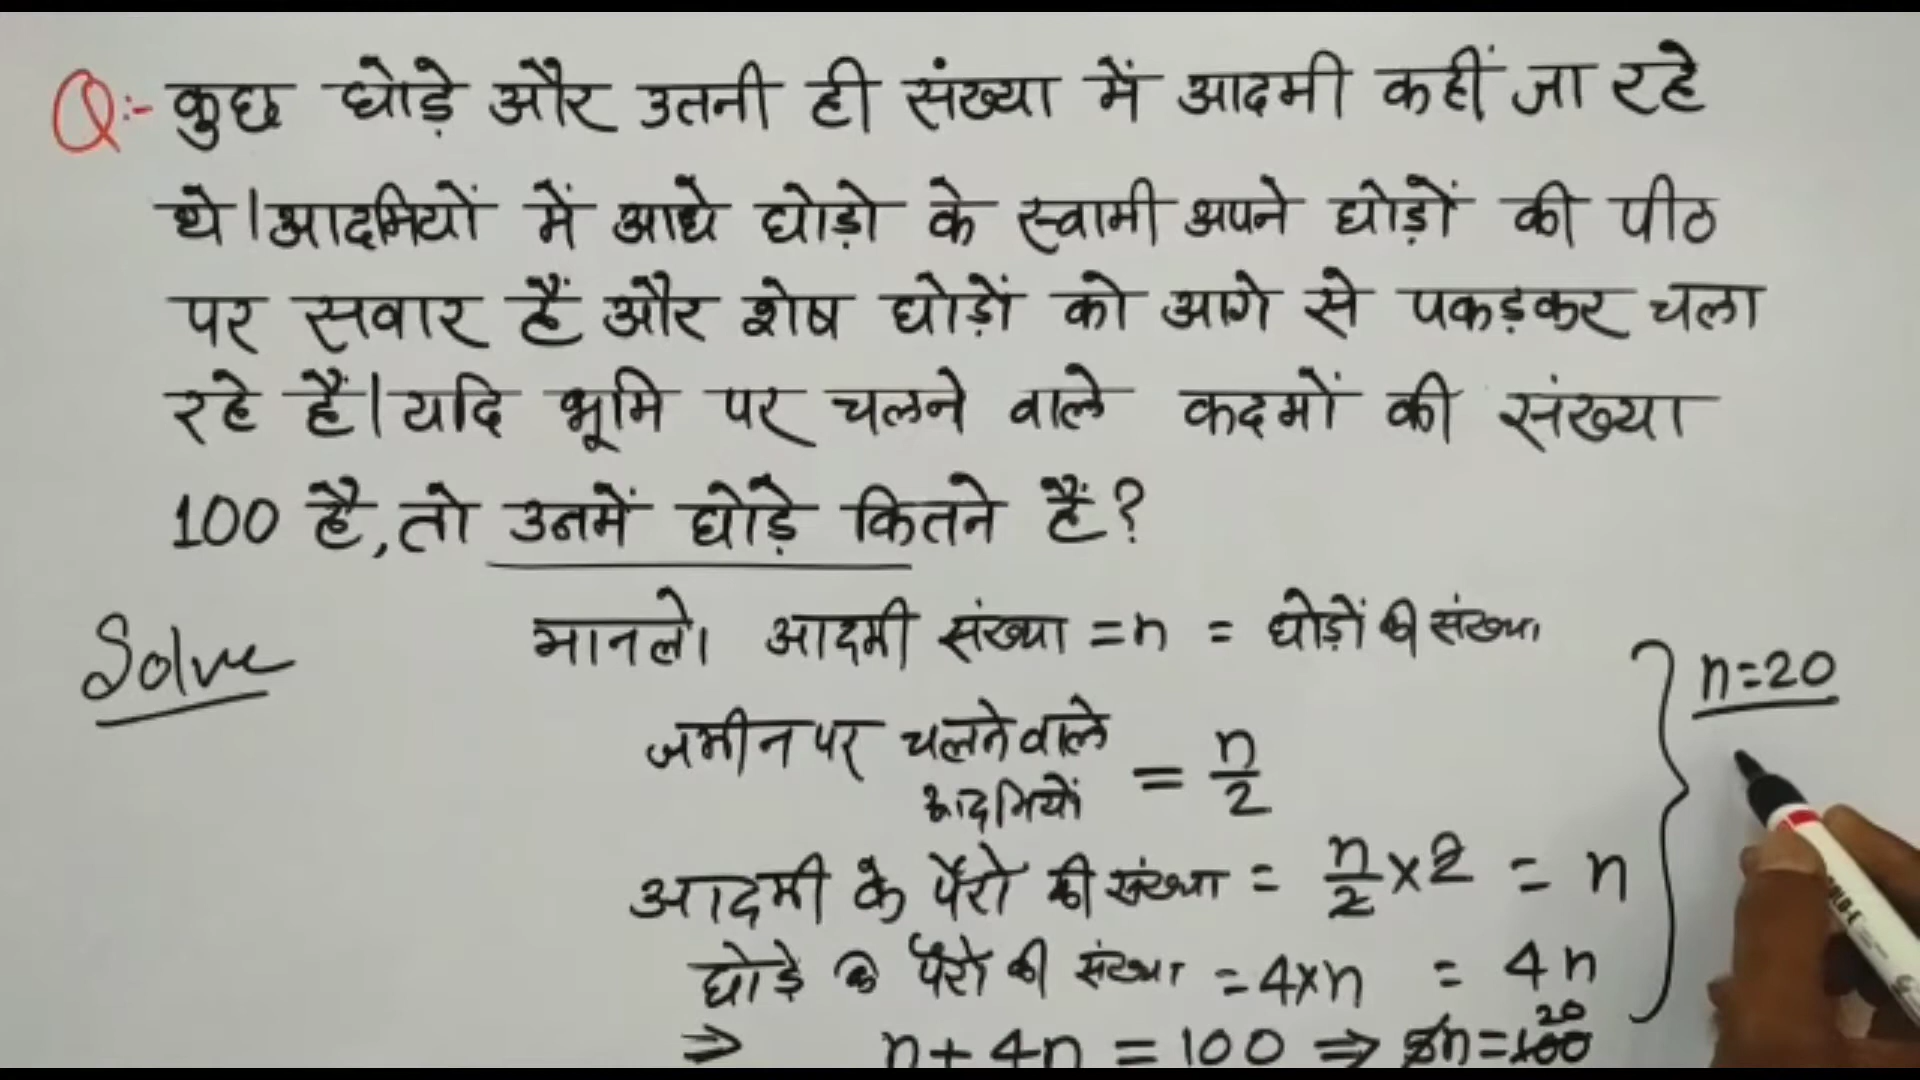 Q:- कुछ घोड़े और उतनी ही संख्या में आदमी कहीं जा रहे
थे। आदमियों में आधे घोड़ो के स्वामी अपने घोड़ों की पीठ
पर सवार हैं और शेष घोड़ों को आगे से पकड़कर चला
रहे हैं। यदि भूमि पर चलने वाले कदमों की संख्या
100 है, तो उनमें घोड़े कितने हैं?
Solve
मानलो आदमी संख्या = n = घोड़ों की संख्या
n=20
जमीन पर चलने वाले
आदमियों = n/2
आदमी के पैरो की संख्या = n/2 × 2 = n
घोड़े के पैरो की संख्या = 4×n = 4n
⇒ n + 4n = 100 ⇒ 5n = 100 20